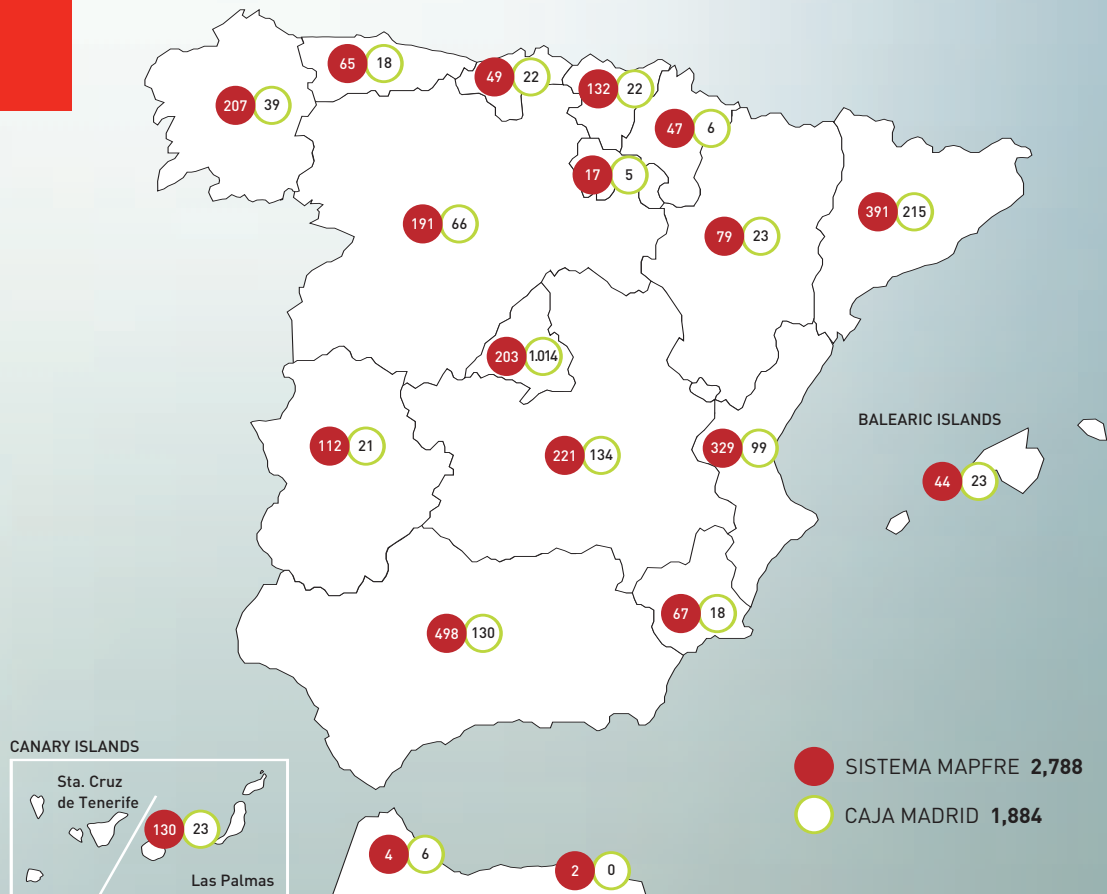 65 18
49 22
132 22
207 39
47 6
17 5
391 215
191 66
79 23
203 1.014
BALEARIC ISLANDS
112 21
221 134
329 99
44 23
67 18
498 130
CANARY ISLANDS
Sta. Cruz
de Tenerife
130 23
Las Palmas
SISTEMA MAPFRE 2,788
CAJA MADRID 1,884
4 6
2 0